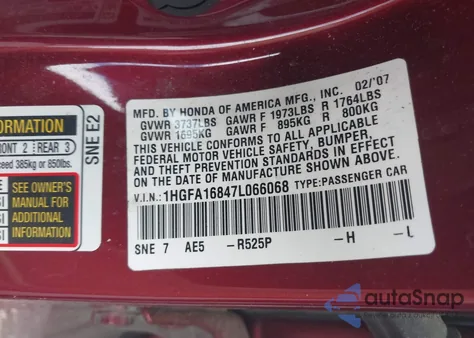 MFD. BY HONDA OF AMERICA MFG., INC. 02/'07
GVWR 3737LBS GAWR F 1973LBS R 1764LBS
GVWR 1695KG GAWR F 895KG R 800KG
THIS VEHICLE CONFORMS TO ALL APPLICABLE
FEDERAL MOTOR VEHICLE SAFETY, BUMPER,
AND THEFT PREVENTION STANDARDS IN EFFECT
ON THE DATE OF MANUFACTURE SHOWN ABOVE.
V.I.N: 1HGFA16847L066068 TYPE:PASSENGER CAR
SNE 7 AE5 -R525P -H -L
FORMATION
ONT 2 REAR 3
ceed 385kg or 850lbs.
SEE OWNER'S
MANUAL FOR
ADDITIONAL
INFORMATION
SNE E2
autoSnap